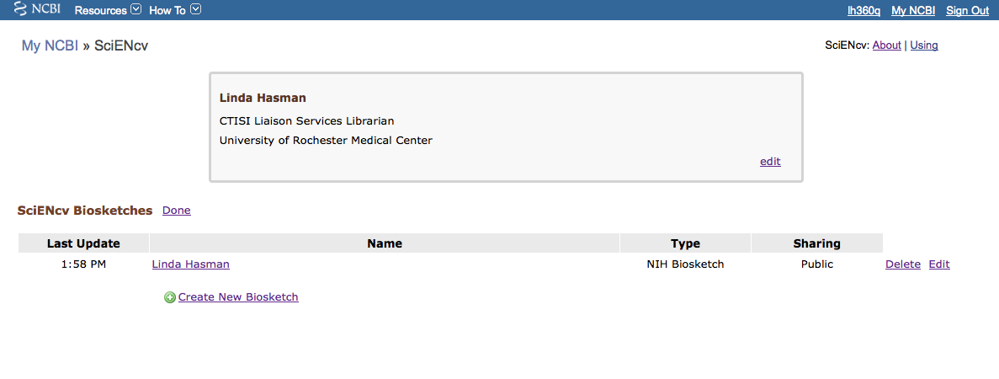 NCBI Resources How To lh360q My NCBI Sign Out
My NCBI » SciENcv SciENcv: About | Using
Linda Hasman
CTISI Liaison Services Librarian
University of Rochester Medical Center
edit
SciENcv Biosketches Done
Last Update Name Type Sharing
1:58 PM Linda Hasman NIH Biosketch Public Delete Edit
Create New Biosketch